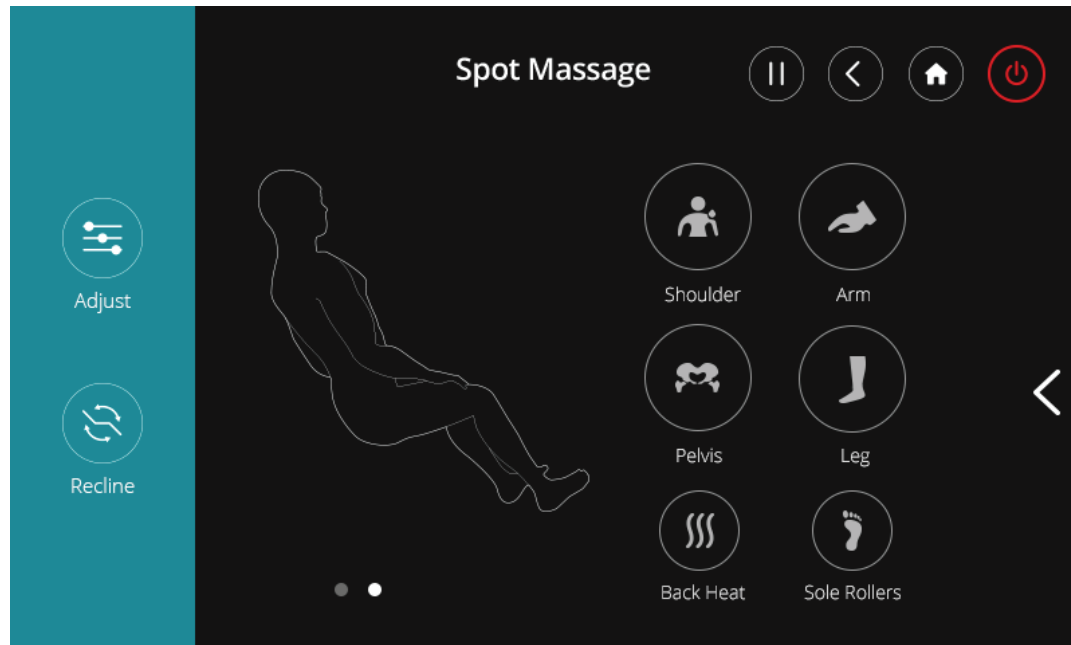 Spot Massage
Adjust
Recline
Shoulder
Arm
Pelvis
Leg
Back Heat
Sole Rollers